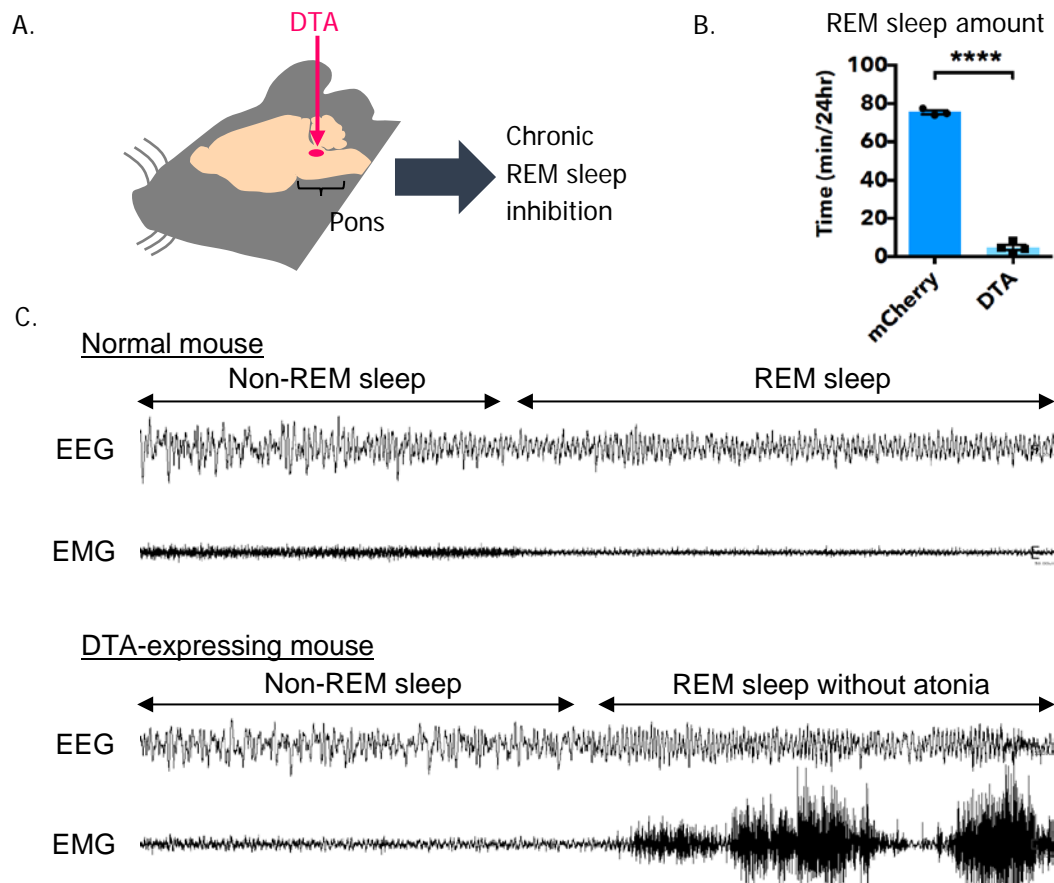 A.
DTA
Pons
Chronic
REM sleep
inhibition
B.
REM sleep amount
****
Time (min/24hr)
100
80
60
40
20
0
mCherry
DTA
C.
Normal mouse
Non-REM sleep
REM sleep
EEG
EMG
DTA-expressing mouse
Non-REM sleep
REM sleep without atonia
EEG
EMG